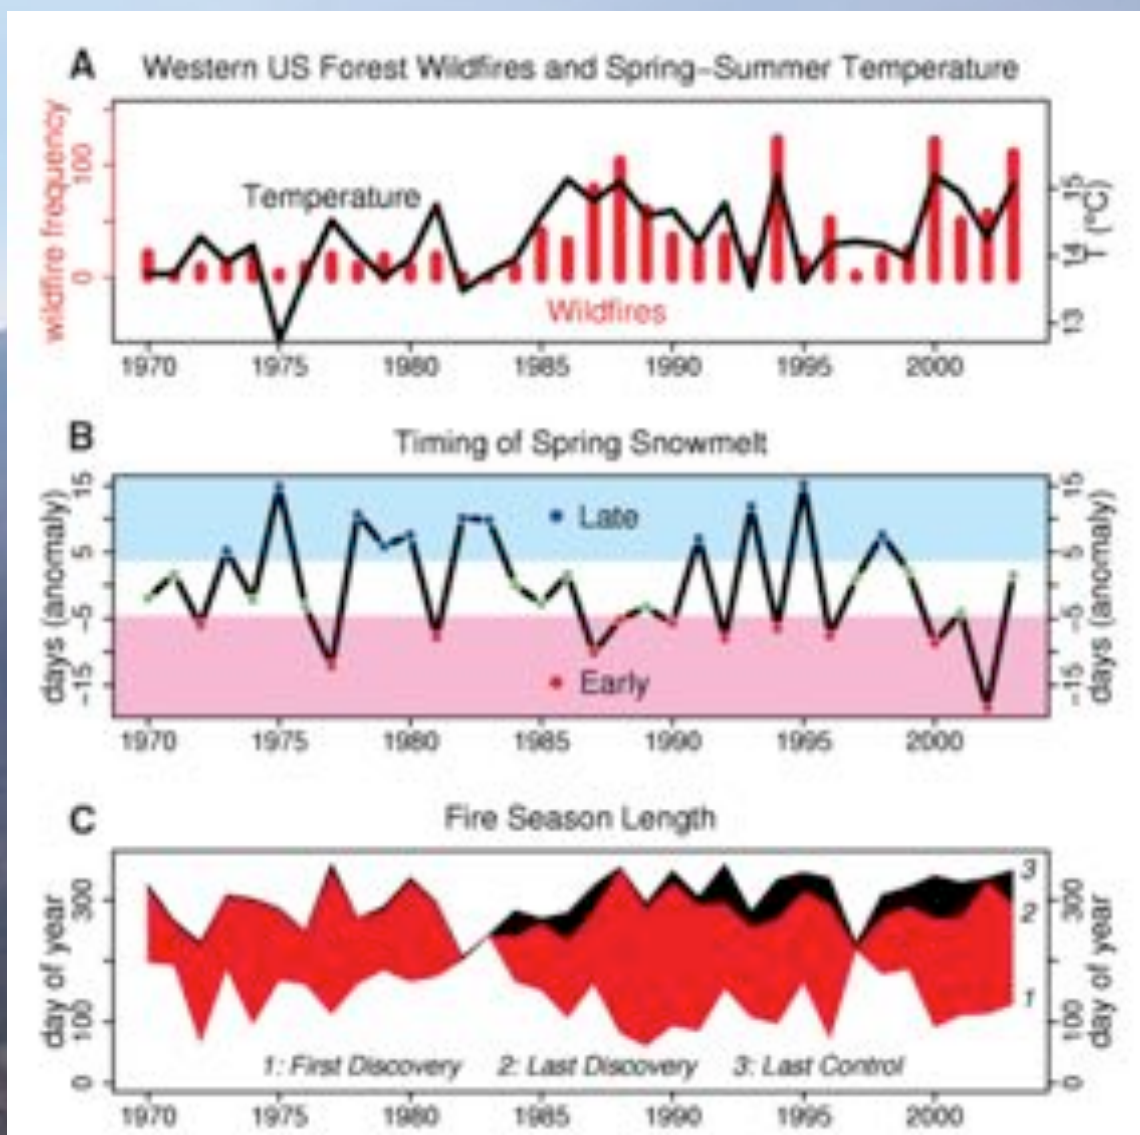 A Western US Forest Wildfires and Spring–Summer Temperature
wildfire frequency
0 100
Temperature
Wildfires
T (°C)
13 14 15
1970 1975 1980 1985 1990 1995 2000
B Timing of Spring Snowmelt
days (anomaly)
−15 −5 5 15
Late
Early
−15 −5 5 15
days (anomaly)
1970 1975 1980 1985 1990 1995 2000
C Fire Season Length
day of year
0 100 300
3
2
1
0 100 300
day of year
1: First Discovery 2: Last Discovery 3: Last Control
1970 1975 1980 1985 1990 1995 2000